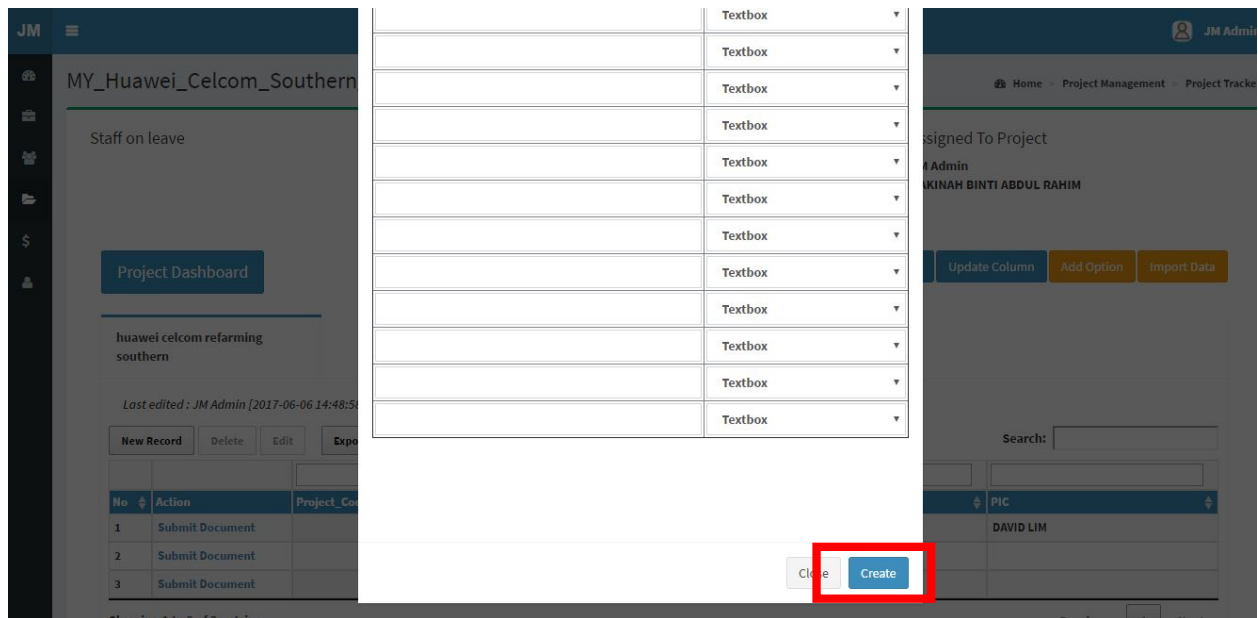 Textbox
JM
JM Admin
Textbox
MY_Huawei_Celcom_Southern
Home > Project Management > Project Tracke
Textbox
Textbox
Staff on leave
ssigned To Project
Textbox
M Admin
AKINAH BINTI ABDUL RAHIM
Textbox
Textbox
Project Dashboard
Textbox
Update Column
Add Option
Import Data
Textbox
huawei celcom refarming
southern
Textbox
Textbox
Last edited : JM Admin [2017-06-06 14:48:58
Textbox
New Record
Delete
Edit
Expo
Search:
No
Action
Project_Co
PIC
1
Submit Document
DAVID LIM
2
Submit Document
3
Submit Document
Close
Create